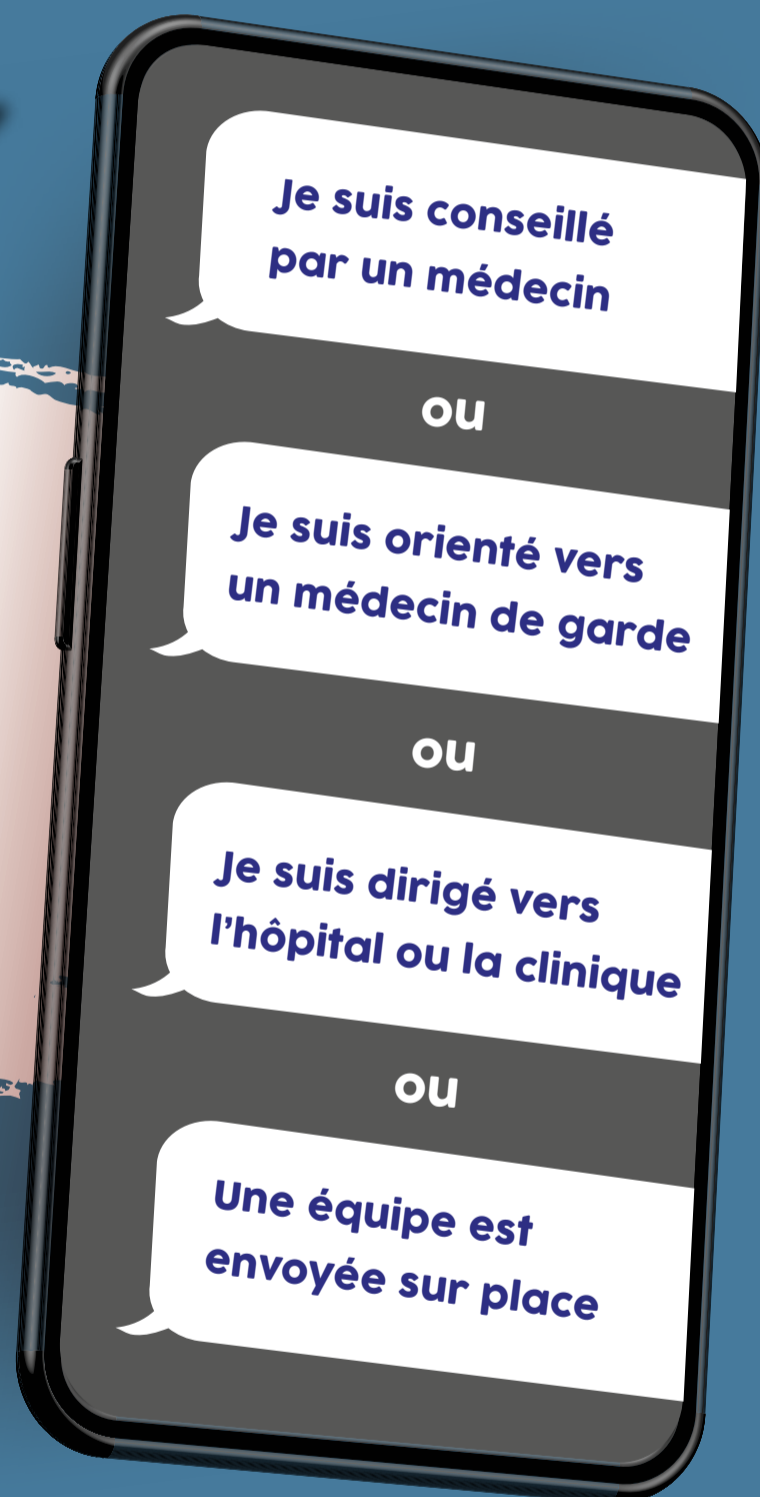 Je suis conseillé
par un médecin
ou
Je suis orienté vers
un médecin de garde
ou
Je suis dirigé vers
l'hôpital ou la clinique
ou
Une équipe est
envoyée sur place